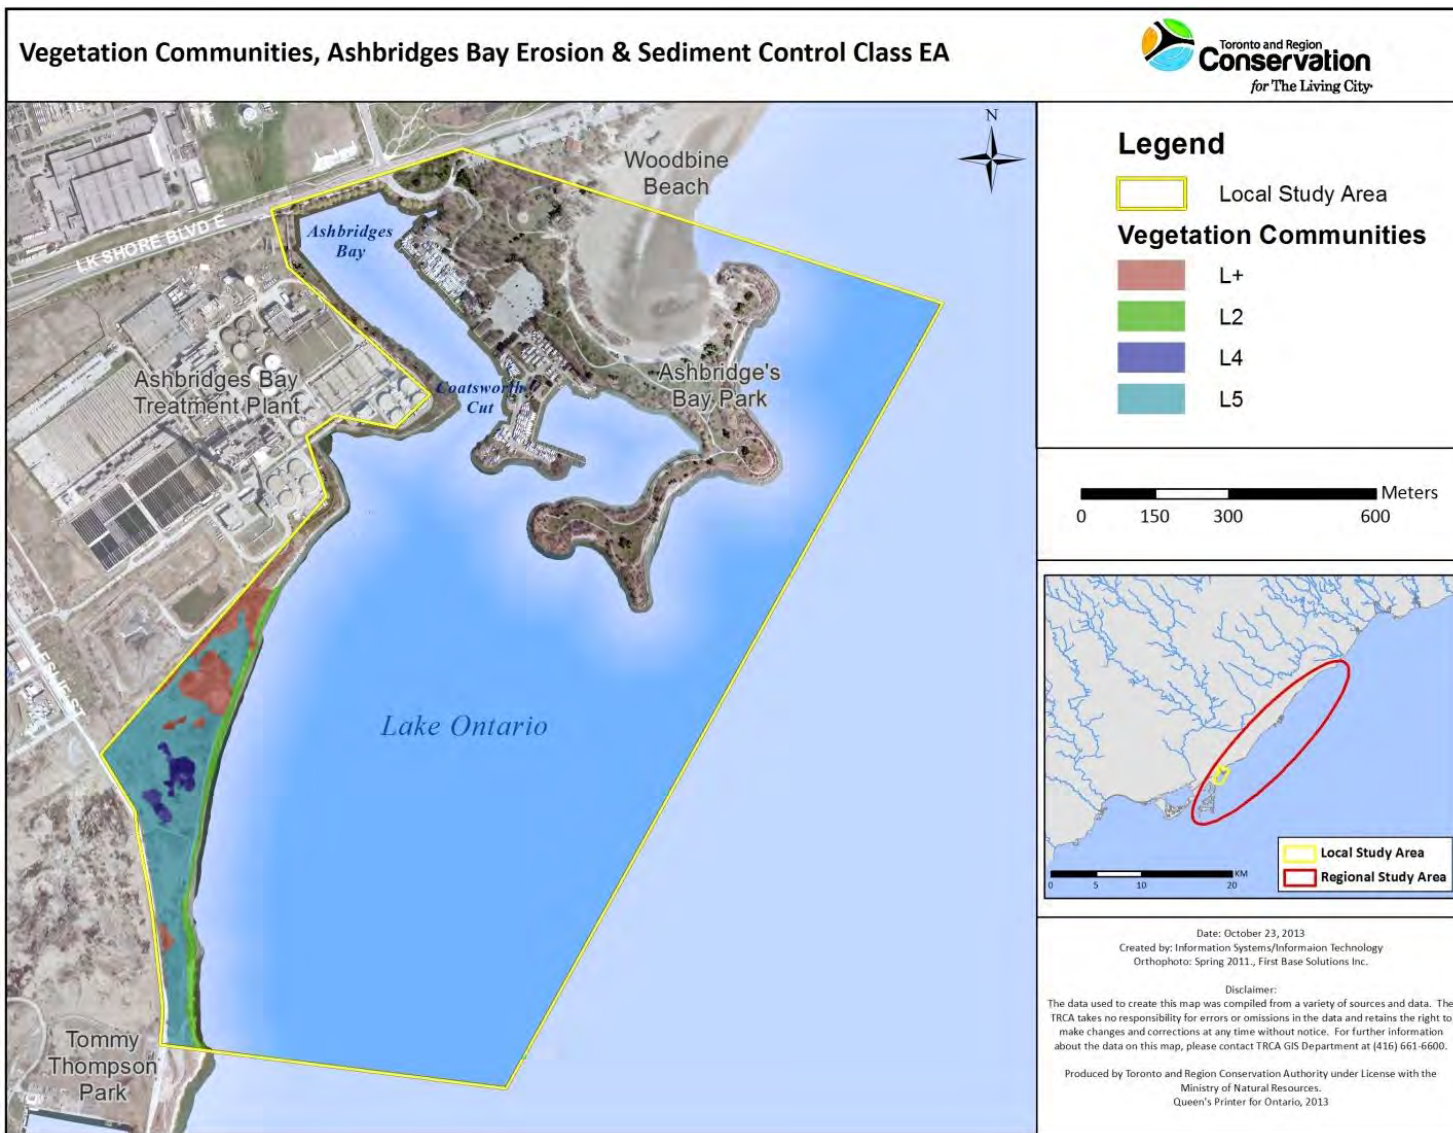 Vegetation Communities, Ashbridges Bay Erosion & Sediment Control Class EA
Toronto and Region
Conservation
for The Living City·
N
Woodbine
Beach
Ashbridges
Bay
LK SHORE BLVD E
Ashbridges Bay
Treatment Plant
Coatsworth
Cut
Ashbridge's
Bay Park
LESLIE ST
Lake Ontario
Tommy
Thompson
Park
Legend
Local Study Area
Vegetation Communities
L+
L2
L4
L5
Meters
0 150 300 600
KM
0 5 10 20
Local Study Area
Regional Study Area
Date: October 23, 2013
Created by: Information Systems/Informaion Technology
Orthophoto: Spring 2011., First Base Solutions Inc.
Disclaimer:
The data used to create this map was compiled from a variety of sources and data. The
TRCA takes no responsibility for errors or omissions in the data and retains the right to
make changes and corrections at any time without notice. For further information
about the data on this map, please contact TRCA GIS Department at (416) 661-6600.
Produced by Toronto and Region Conservation Authority under License with the
Ministry of Natural Resources.
Queen's Printer for Ontario, 2013